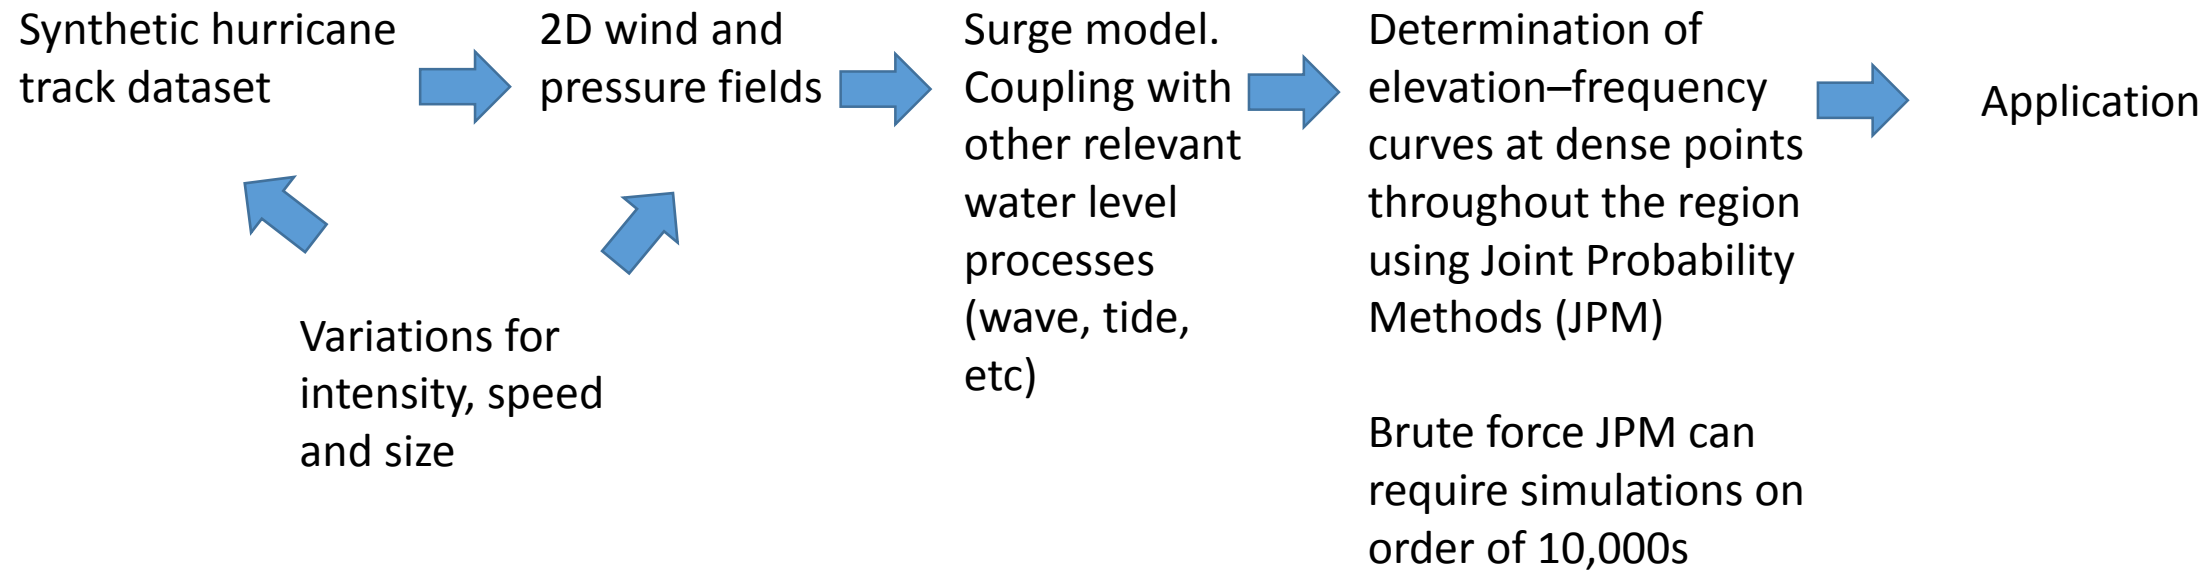 Synthetic hurricane
track dataset
2D wind and
pressure fields
Surge model.
Coupling with
other relevant
water level
processes
(wave, tide,
etc)
Determination of
elevation–frequency
curves at dense points
throughout the region
using Joint Probability
Methods (JPM)
Brute force JPM can
require simulations on
order of 10,000s
Application
Variations for
intensity, speed
and size